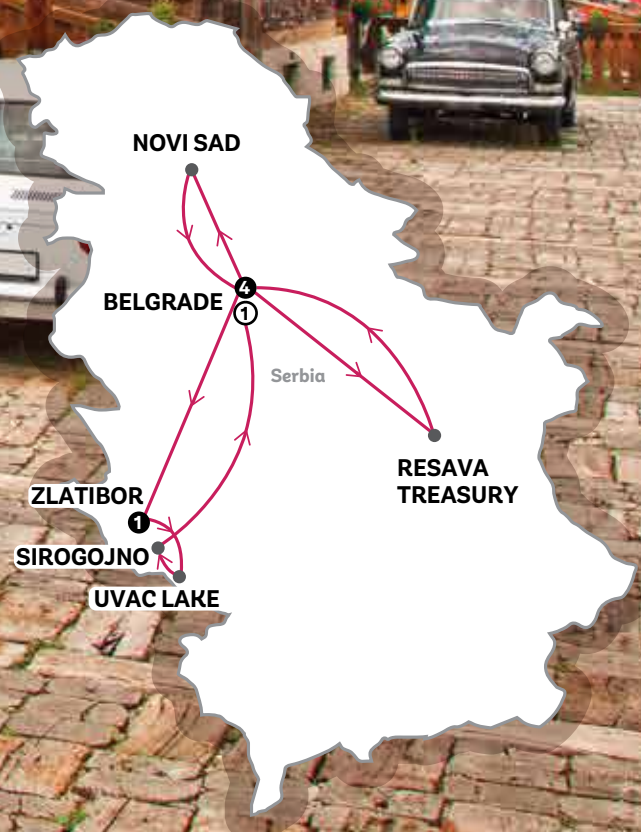 NOVI SAD
4
BELGRADE
1
Serbia
RESAVA
TREASURY
ZLATIBOR
1
SIROGOJNO
UVAC LAKE